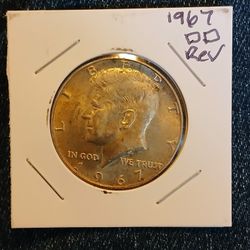 1967
DD
Rev
LIBERTY
IN GOD WE TRUST
1967